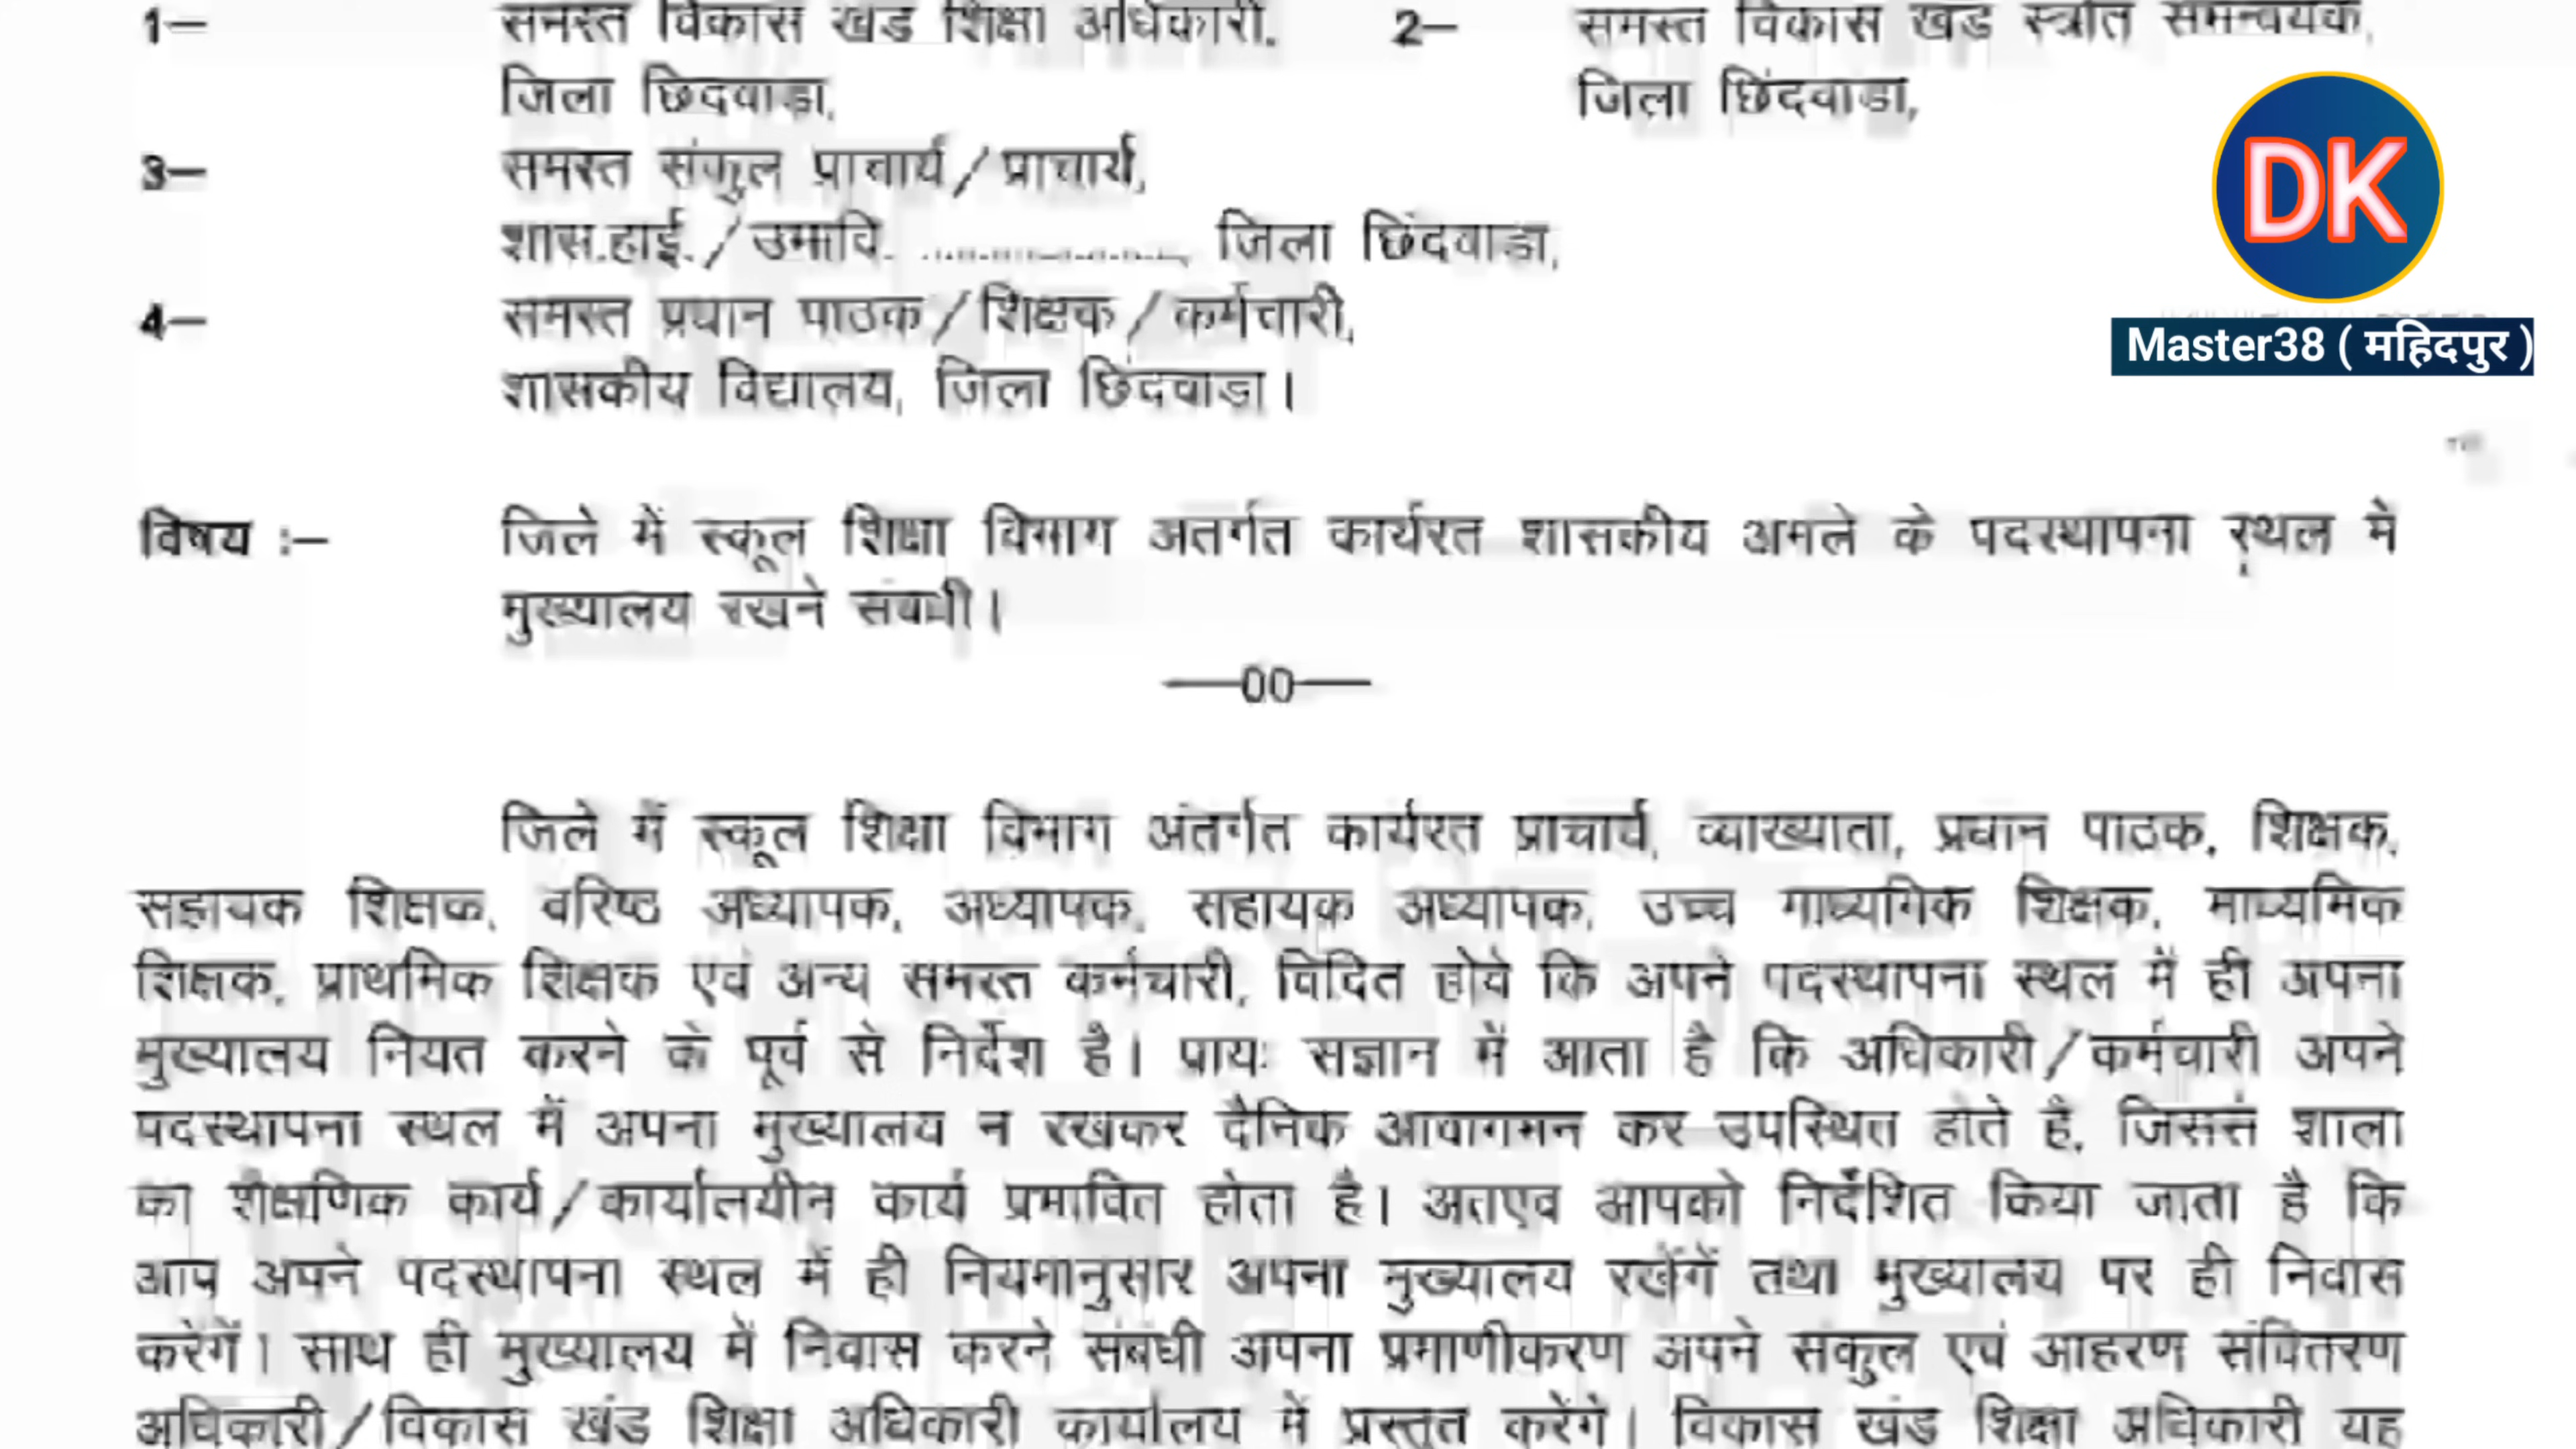 1— समस्त विकास खंड शिक्षा अधिकारी, 2— समस्त विकास खंड स्त्रोत समन्वयक,
जिला छिंदवाडा, जिला छिंदवाडा,
3— समस्त संकुल प्राचार्य/प्राचार्य,
शास.हाई./उमावि. ........................, जिला छिंदवाडा,
4— समस्त प्रधान पाठक/शिक्षक/कर्मचारी,
शासकीय विद्यालय, जिला छिंदवाडा।
DK
Master38 ( महिदपुर )
विषय :— जिले में स्कूल शिक्षा विभाग अंतर्गत कार्यरत शासकीय अमले के पदस्थापना स्थल में
मुख्यालय रखने संबंधी।
——00——
जिले में स्कूल शिक्षा विभाग अंतर्गत कार्यरत प्राचार्य, व्याख्याता, प्रधान पाठक, शिक्षक,
सहायक शिक्षक, वरिष्ठ अध्यापक, अध्यापक, सहायक अध्यापक, उच्च माध्यमिक शिक्षक, माध्यमिक
शिक्षक, प्राथमिक शिक्षक एवं अन्य समस्त कर्मचारी, विदित होवे कि अपने पदस्थापना स्थल में ही अपना
मुख्यालय नियत करने के पूर्व से निर्देश है। प्रायः संज्ञान में आता है कि अधिकारी/कर्मचारी अपने
पदस्थापना स्थल में अपना मुख्यालय न रखकर दैनिक आवागमन कर उपस्थित होते है, जिससे शाला
का शैक्षणिक कार्य/कार्यालयीन कार्य प्रभावित होता है। अतएव आपको निर्देशित किया जाता है कि
आप अपने पदस्थापना स्थल में ही नियमानुसार अपना मुख्यालय रखेंगें तथा मुख्यालय पर ही निवास
करेंगें। साथ ही मुख्यालय में निवास करने संबंधी अपना प्रमाणीकरण अपने संकुल एवं आहरण संवितरण
अधिकारी/विकास खंड शिक्षा अधिकारी कार्यालय में प्रस्तुत करेंगे। विकास खंड शिक्षा अधिकारी यह